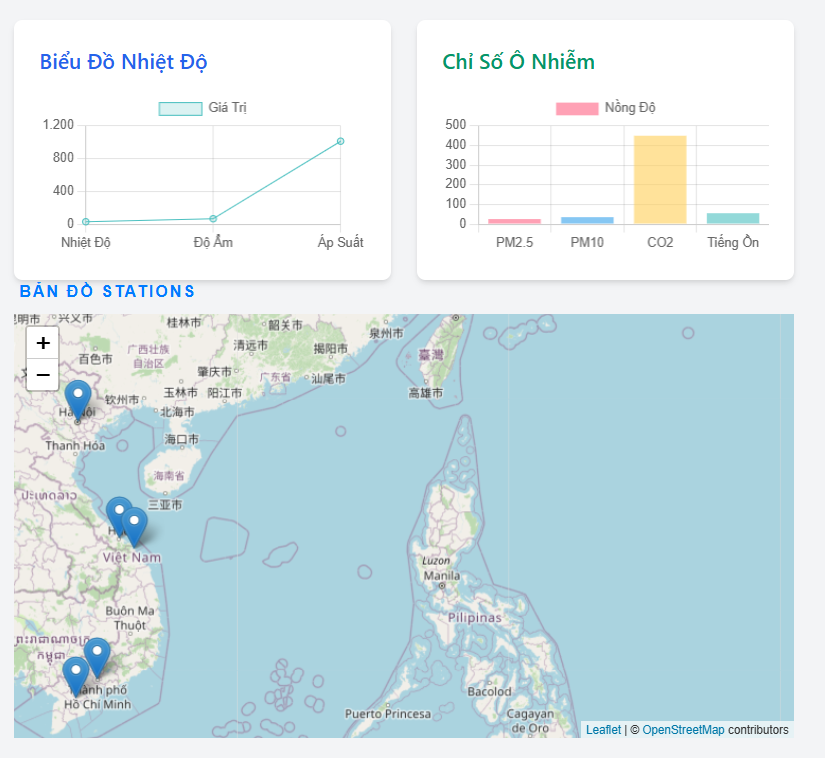 Biểu Đồ Nhiệt Độ
Giá Trị
1.200
800
400
0
Nhiệt Độ
Độ Ẩm
Áp Suất
Chỉ Số Ô Nhiễm
Nồng Độ
500
400
300
200
100
0
PM2.5
PM10
CO2
Tiếng Ồn
BẢN ĐỒ STATIONS
+
−
昆明市
兴义市
桂林市
韶关市
泉州市
百色市
广西壮族
自治区
清远市
揭阳市
臺灣
肇庆市
广东省
汕尾市
钦州市
玉林市
阳江市
高雄市
北海市
Thanh Hóa
海口市
海南省
三亚市
Việt Nam
Luzon
Manila
Buôn Ma
Thuột
Pilipinas
Thành phố
Hồ Chí Minh
Bacolod
Puerto Princesa
Cagayan
de Oro
Leaflet | © OpenStreetMap contributors